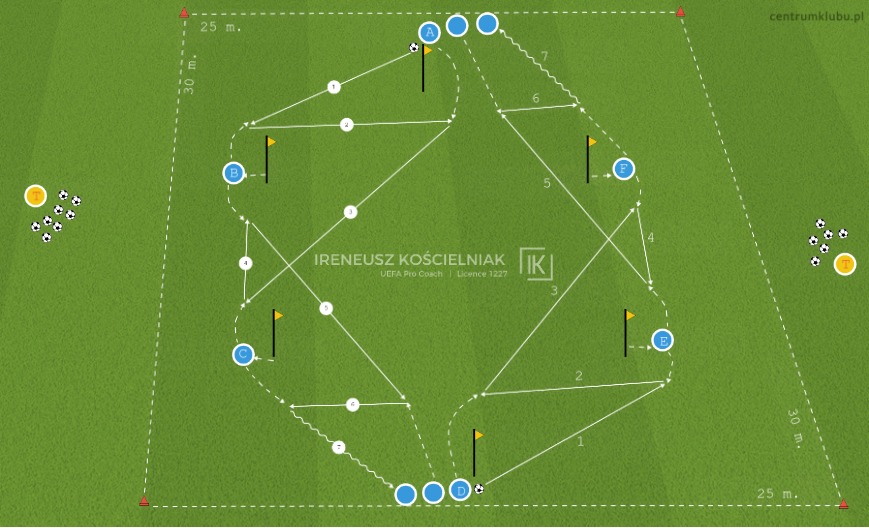 centrumklubu.pl
25 m.
30 m.
A
7
1
6
2
B
F
5
T
3
4
IRENEUSZ KOŚCIELNIAK
UEFA Pro Coach | Licence 1227
IK
4
T
3
5
C
E
2
6
7
1
30 m.
D
25 m.